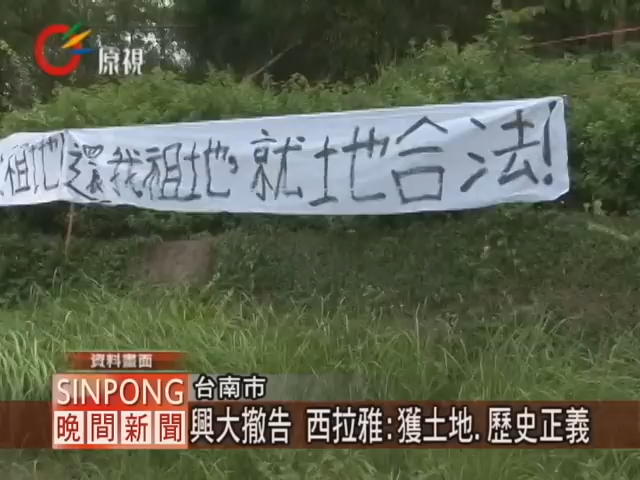 原視
祖地!還我祖地,就土地合法!
資料畫面
SINPONG
台南市
晚間新聞
興大撤告 西拉雅:獲土地.歷史正義